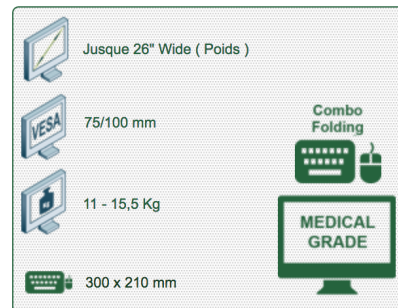 Jusque 26" Wide ( Poids )
VESA
75/100 mm
Combo
Folding
KG
11 - 15,5 Kg
MEDICAL
GRADE
300 x 210 mm